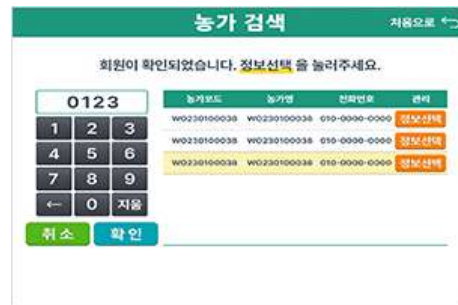 농가 검색
처음으로
회원이 확인되었습니다. 정보선택 을 눌러주세요.
0123
농가코드 농가명 전화번호 관리
W0230100038 W0230100038 010-0000-0000 정보선택
W0230100038 W0230100038 010-0000-0000 정보선택
W0230100038 W0230100038 010-0000-0000 정보선택
1 2 3
4 5 6
7 8 9
← 0 지움
취소 확인